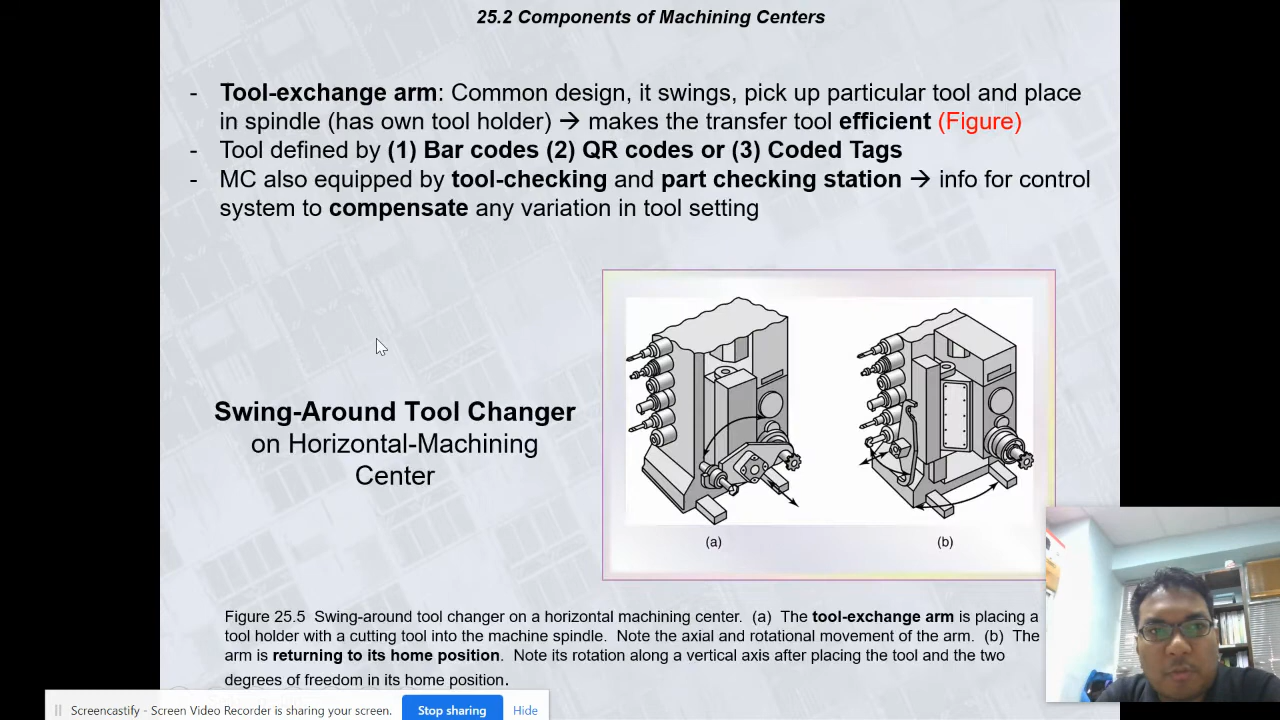 25.2 Components of Machining Centers
- Tool-exchange arm: Common design, it swings, pick up particular tool and place
in spindle (has own tool holder) → makes the transfer tool efficient (Figure)
- Tool defined by (1) Bar codes (2) QR codes or (3) Coded Tags
- MC also equipped by tool-checking and part checking station → info for control
system to compensate any variation in tool setting
Swing-Around Tool Changer
on Horizontal-Machining
Center
(a)
(b)
Figure 25.5 Swing-around tool changer on a horizontal machining center. (a) The tool-exchange arm is placing a
tool holder with a cutting tool into the machine spindle. Note the axial and rotational movement of the arm. (b) The
arm is returning to its home position. Note its rotation along a vertical axis after placing the tool and the two
degrees of freedom in its home position.
Screencastify - Screen Video Recorder is sharing your screen.
Stop sharing
Hide